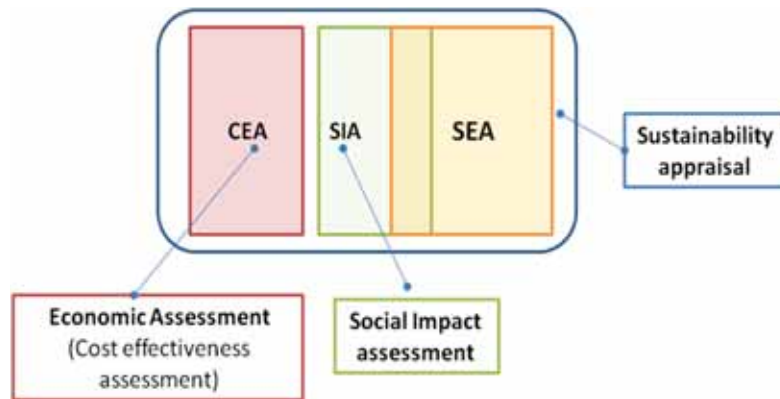 CEA
SIA
SEA
Sustainability
appraisal
Economic Assessment
(Cost effectiveness
assessment)
Social Impact
assessment